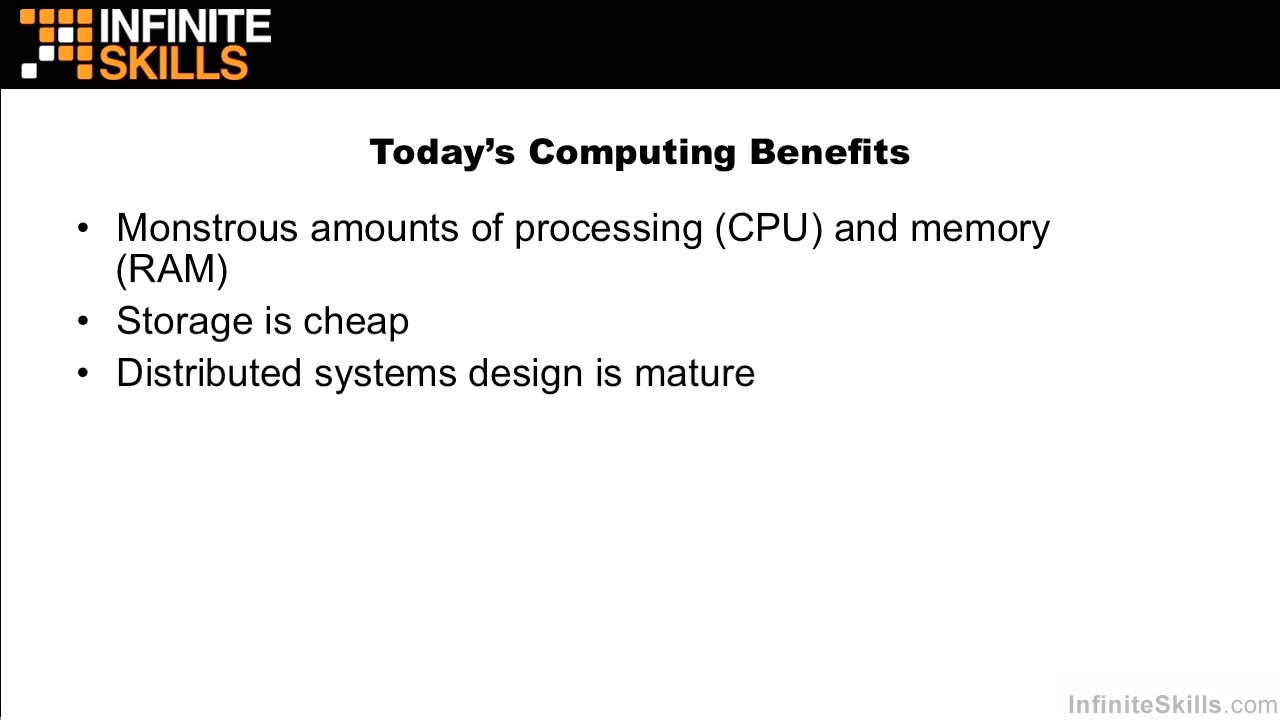 INFINITE
SKILLS
Today’s Computing Benefits
• Monstrous amounts of processing (CPU) and memory
(RAM)
• Storage is cheap
• Distributed systems design is mature
InfiniteSkills.com